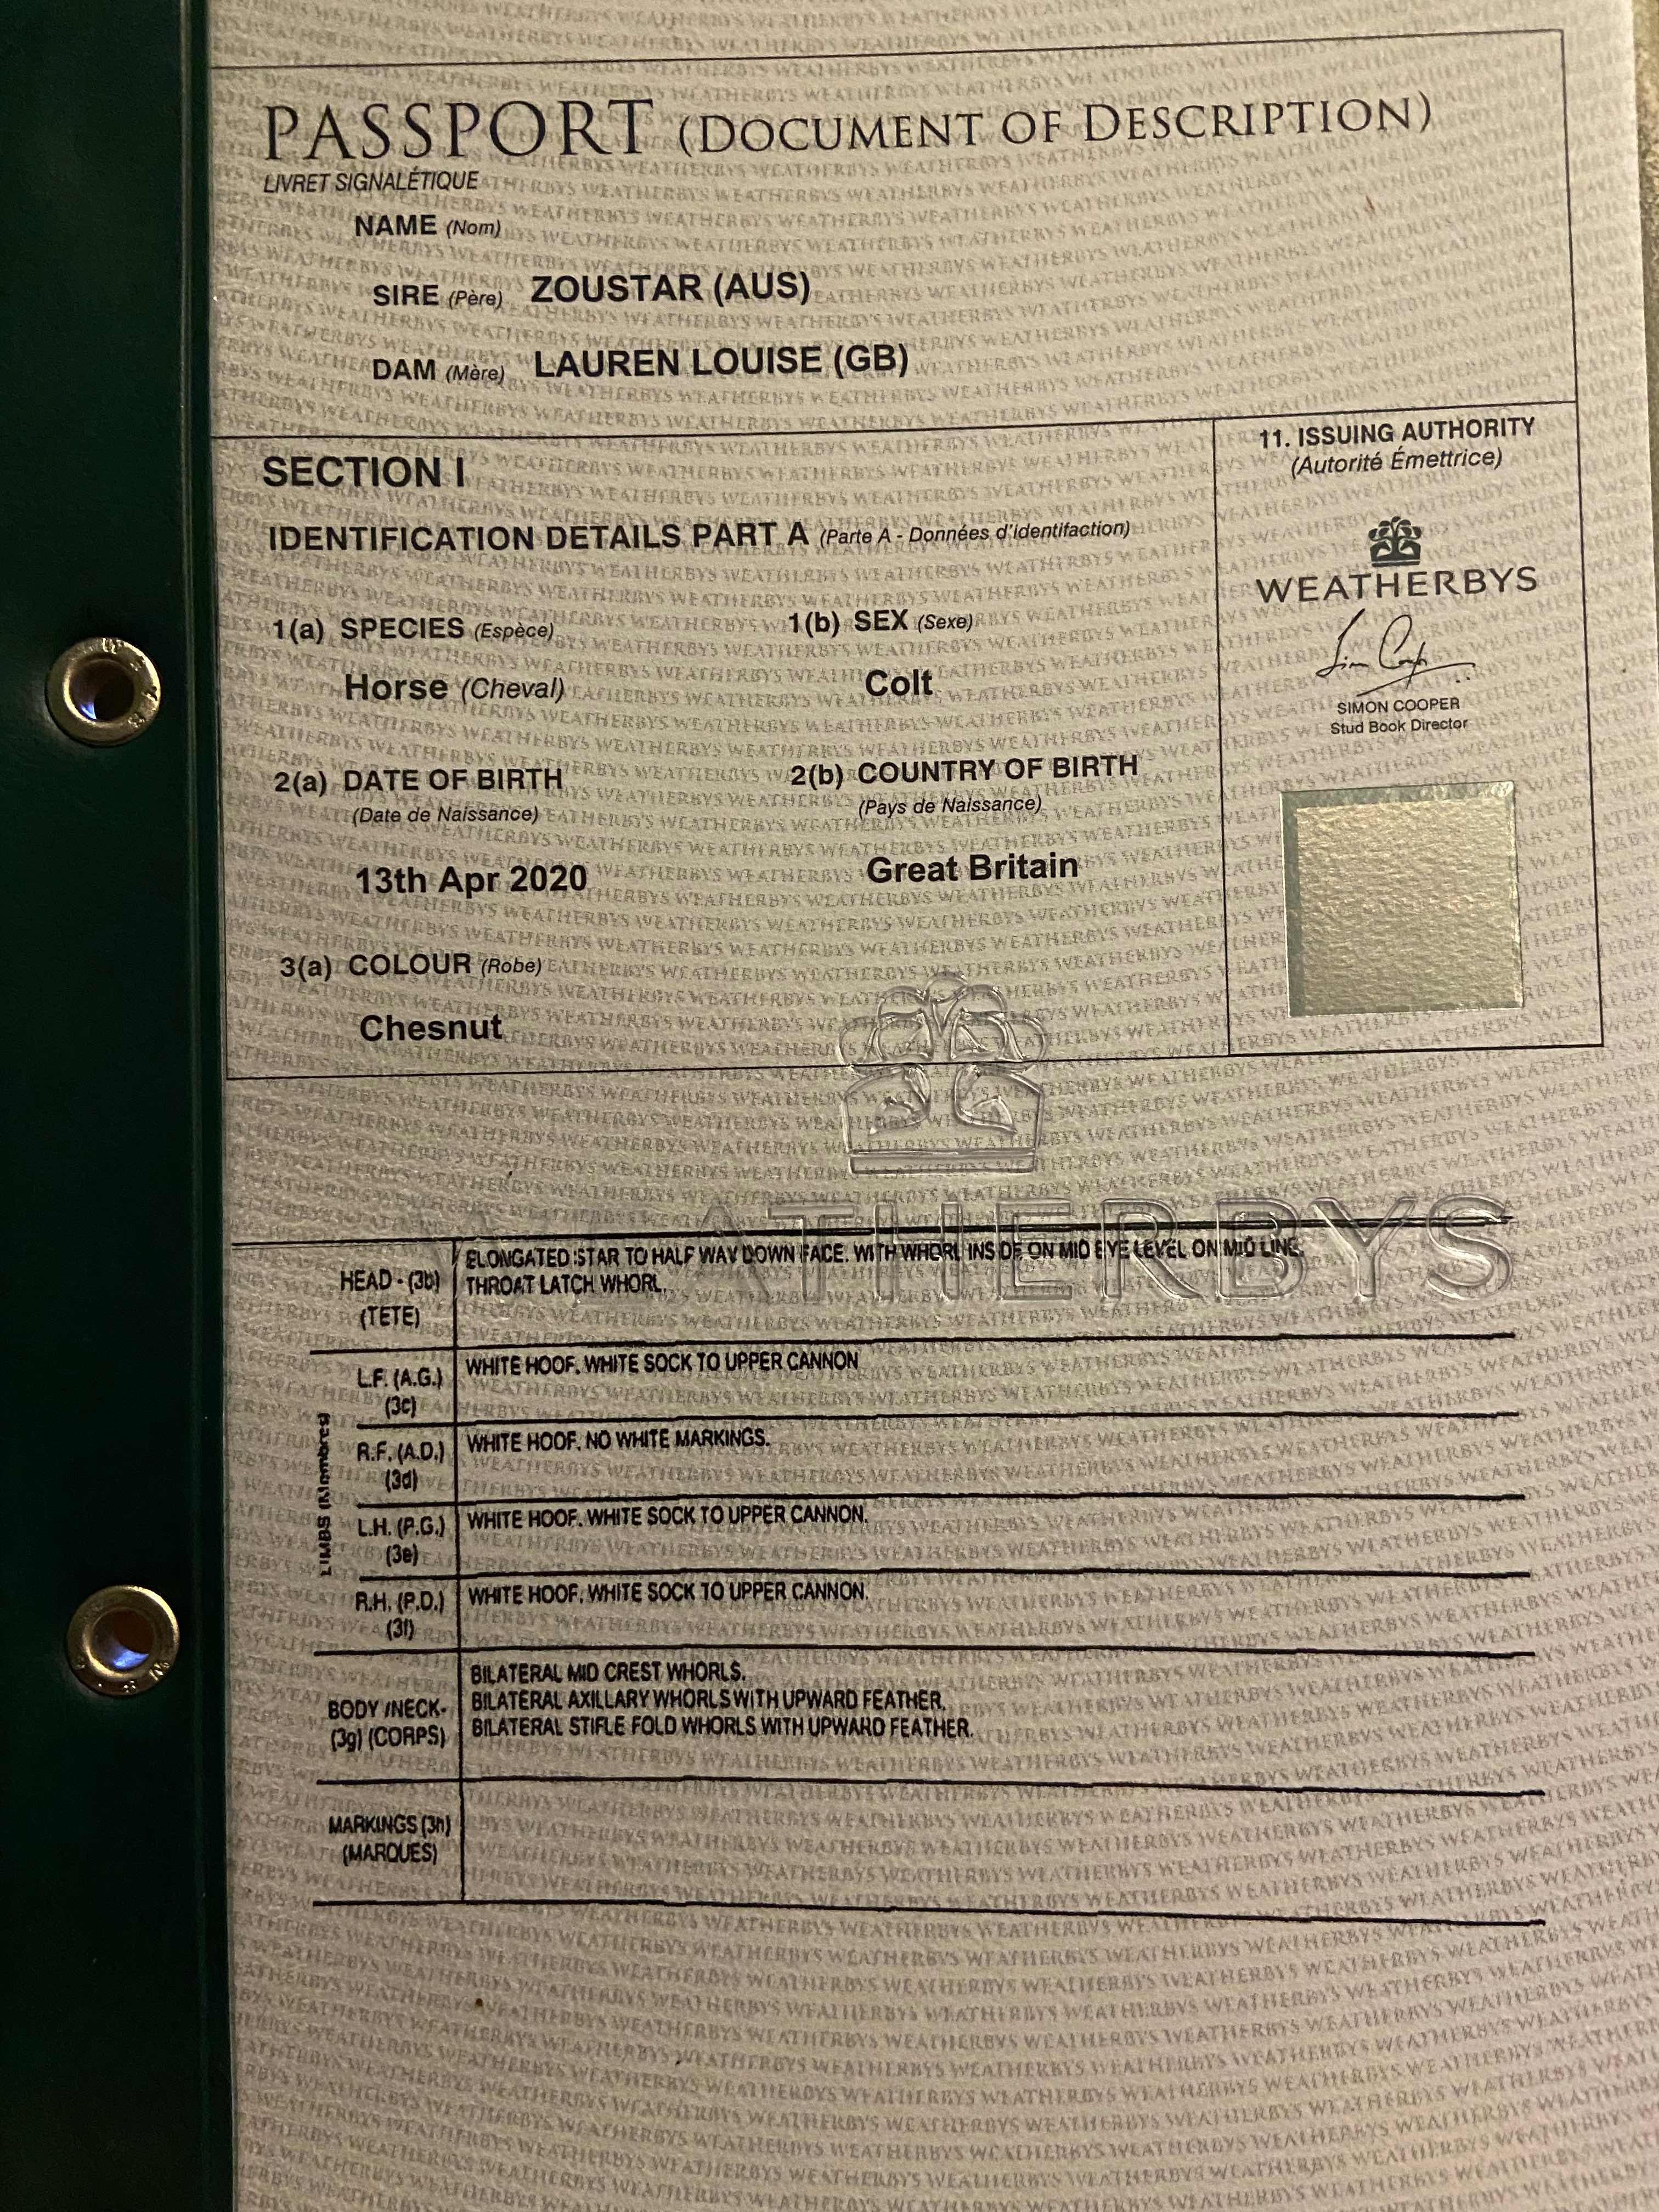 PASSPORT (DOCUMENT OF DESCRIPTION)
LIVRET SIGNALÉTIQUE
NAME (Nom)
SIRE (Père) ZOUSTAR (AUS)
DAM (Mère) LAUREN LOUISE (GB)
SECTION I
IDENTIFICATION DETAILS PART A (Parte A - Données d'identifaction)
1(a) SPECIES (Espèce)
Horse (Cheval)
1(b) SEX (Sexe)
Colt
2(a) DATE OF BIRTH
(Date de Naissance)
13th Apr 2020
2(b) COUNTRY OF BIRTH
(Pays de Naissance)
Great Britain
3(a) COLOUR (Robe)
Chesnut
11. ISSUING AUTHORITY
(Autorité Émettrice)
WEATHERBYS
SIMON COOPER
Stud Book Director
WEATHERBYS
HEAD - (3b)
(TETE)
ELONGATED STAR TO HALF WAY DOWN FACE. WITH WHORL INSIDE ON MID EYE LEVEL ON MID LINE.
THROAT LATCH WHORL.
LIMBS (Membres)
L.F. (A.G.)
(3c)
WHITE HOOF. WHITE SOCK TO UPPER CANNON
R.F. (A.D.)
(3d)
WHITE HOOF. NO WHITE MARKINGS.
L.H. (P.G.)
(3e)
WHITE HOOF. WHITE SOCK TO UPPER CANNON.
R.H. (P.D.)
(3f)
WHITE HOOF. WHITE SOCK TO UPPER CANNON.
BODY /NECK-
(3g) (CORPS)
BILATERAL MID CREST WHORLS.
BILATERAL AXILLARY WHORLS WITH UPWARD FEATHER.
BILATERAL STIFLE FOLD WHORLS WITH UPWARD FEATHER.
MARKINGS (3h)
(MARQUES)